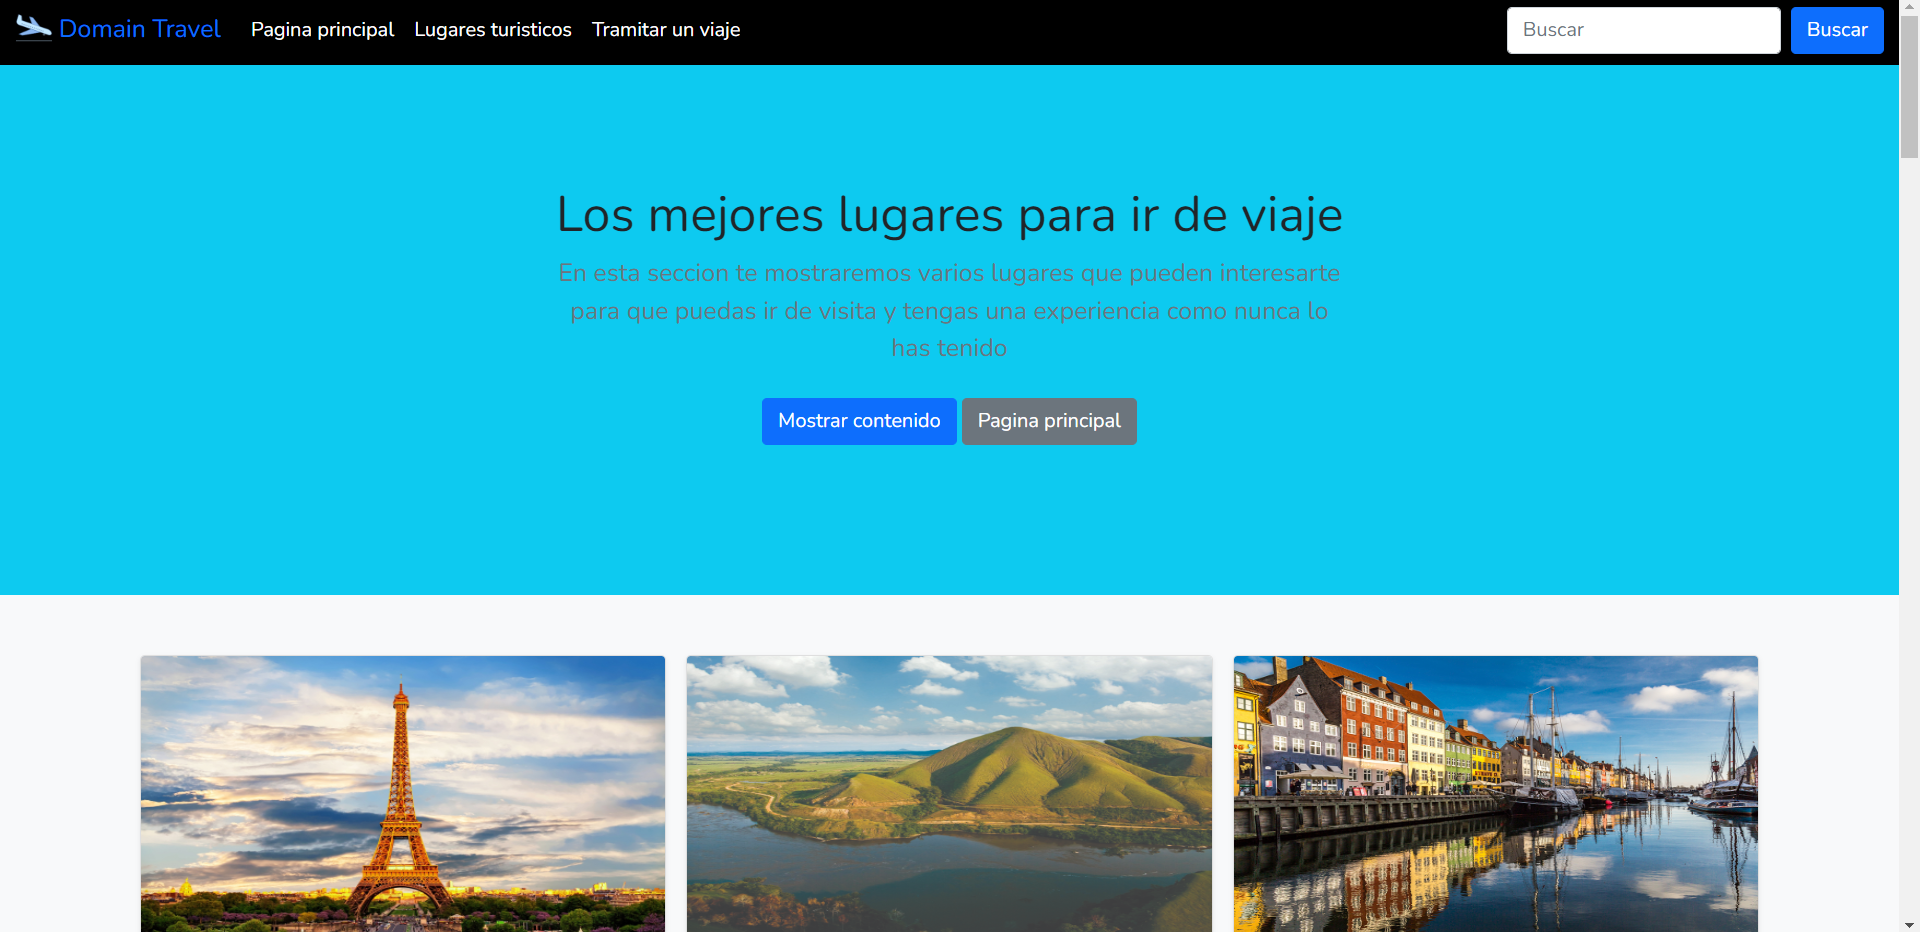 Domain Travel
Pagina principal
Lugares turisticos
Tramitar un viaje
Buscar
Buscar
Los mejores lugares para ir de viaje
En esta seccion te mostraremos varios lugares que pueden interesarte
para que puedas ir de visita y tengas una experiencia como nunca lo
has tenido
Mostrar contenido
Pagina principal